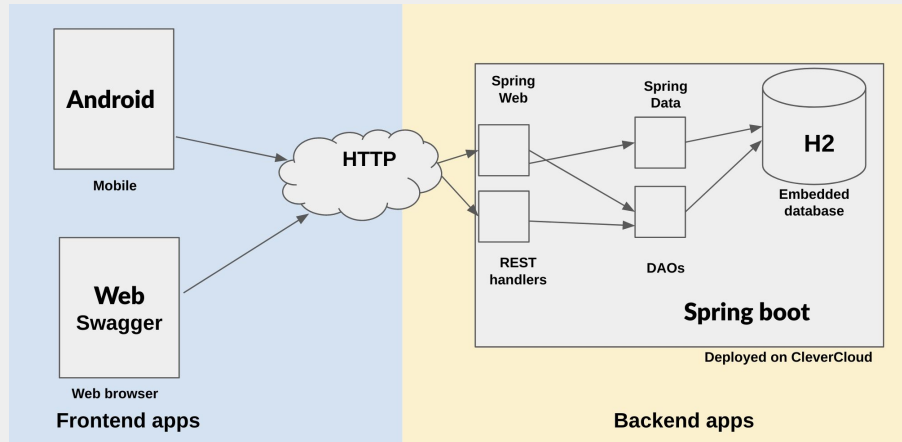 Android
Mobile
Web
Swagger
Web browser
Frontend apps
HTTP
Spring
Web
REST
handlers
Spring
Data
DAOs
H2
Embedded
database
Spring boot
Deployed on CleverCloud
Backend apps